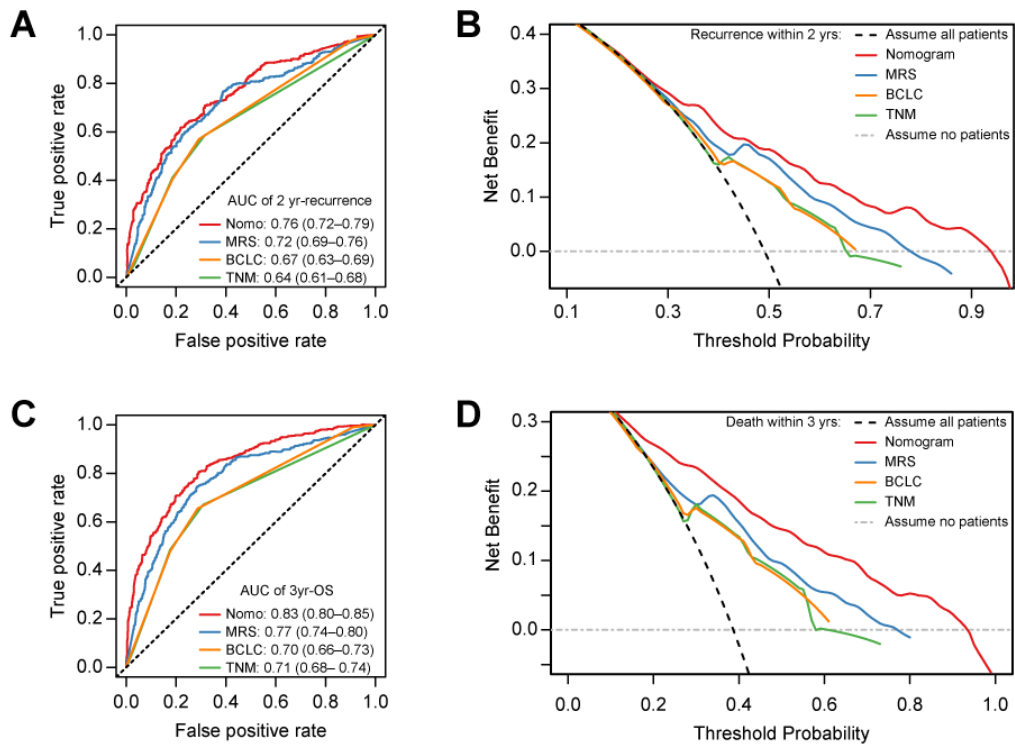 A
True positive rate
1.0
0.8
0.6
0.4
0.2
0.0
AUC of 2 yr-recurrence
Nomo: 0.76 (0.72–0.79)
MRS: 0.72 (0.69–0.76)
BCLC: 0.67 (0.63–0.69)
TNM: 0.64 (0.61–0.68)
0.0 0.2 0.4 0.6 0.8 1.0
False positive rate
B
Net Benefit
0.4
0.3
0.2
0.1
0.0
Recurrence within 2 yrs: Assume all patients
Nomogram
MRS
BCLC
TNM
Assume no patients
0.1 0.3 0.5 0.7 0.9
Threshold Probability
C
True positive rate
1.0
0.8
0.6
0.4
0.2
0.0
AUC of 3yr-OS
Nomo: 0.83 (0.80–0.85)
MRS: 0.77 (0.74–0.80)
BCLC: 0.70 (0.66–0.73)
TNM: 0.71 (0.68– 0.74)
0.0 0.2 0.4 0.6 0.8 1.0
False positive rate
D
Net Benefit
0.3
0.2
0.1
0.0
Death within 3 yrs: Assume all patients
Nomogram
MRS
BCLC
TNM
Assume no patients
0.0 0.2 0.4 0.6 0.8 1.0
Threshold Probability